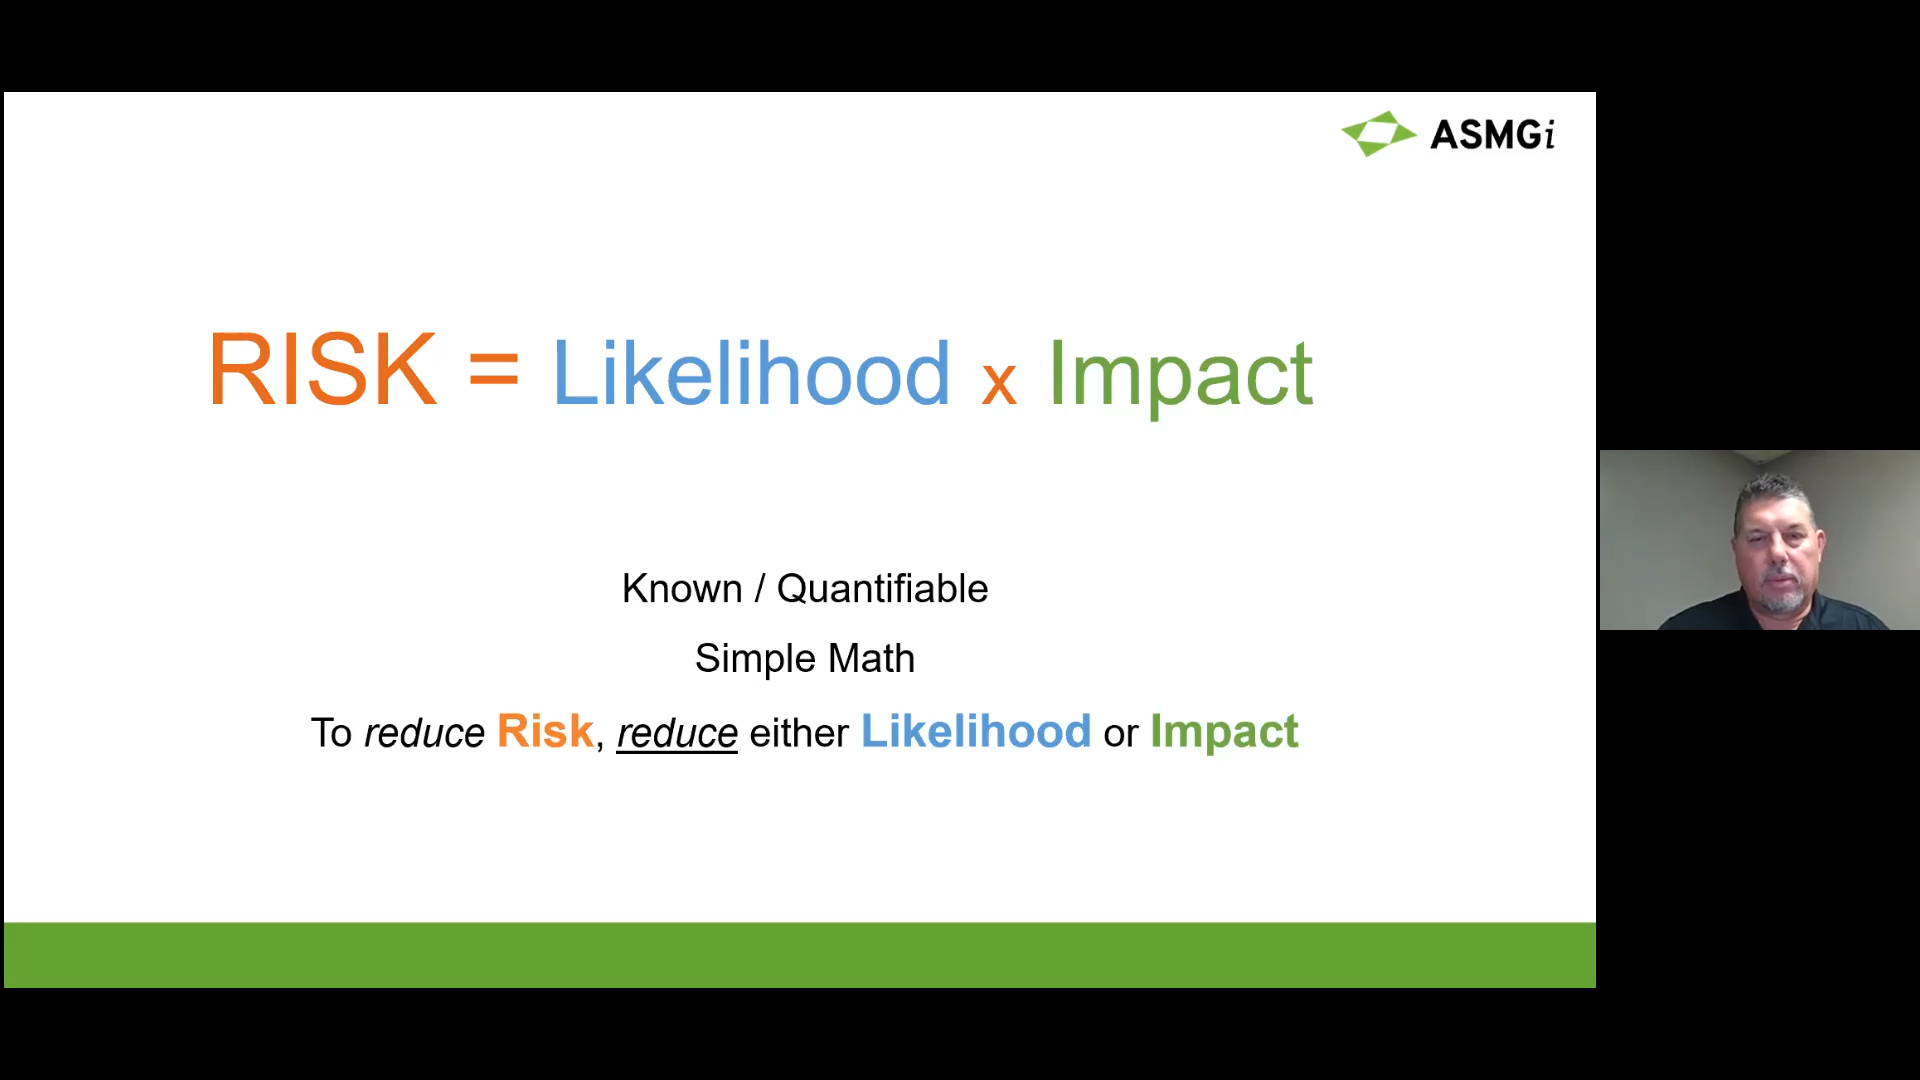 ASMGi
RISK = Likelihood x Impact
Known / Quantifiable
Simple Math
To reduce Risk, reduce either Likelihood or Impact